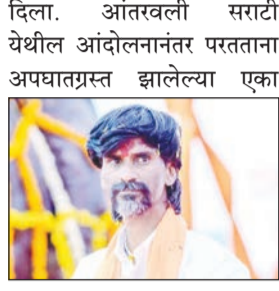 दिला. आंतरवली सराटी
येथील आंदोलनानंतर परतताना
अपघातग्रस्त झालेल्या एका